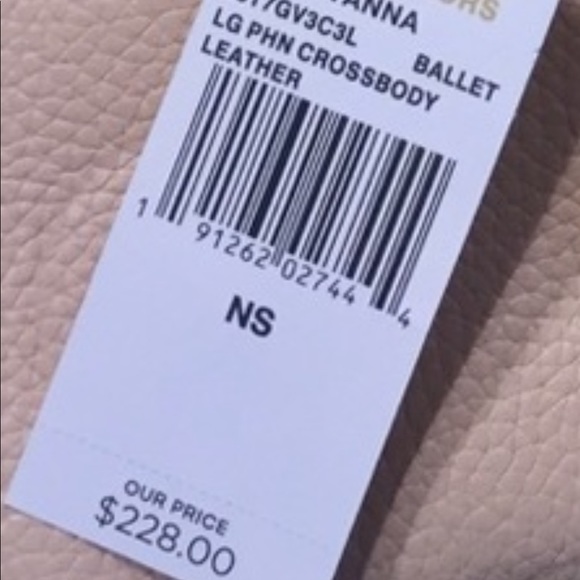 ANNA
17GV3C3L BALLET
LG PHN CROSSBODY
LEATHER
1 91262 02744 4
NS
OUR PRICE
$228.00